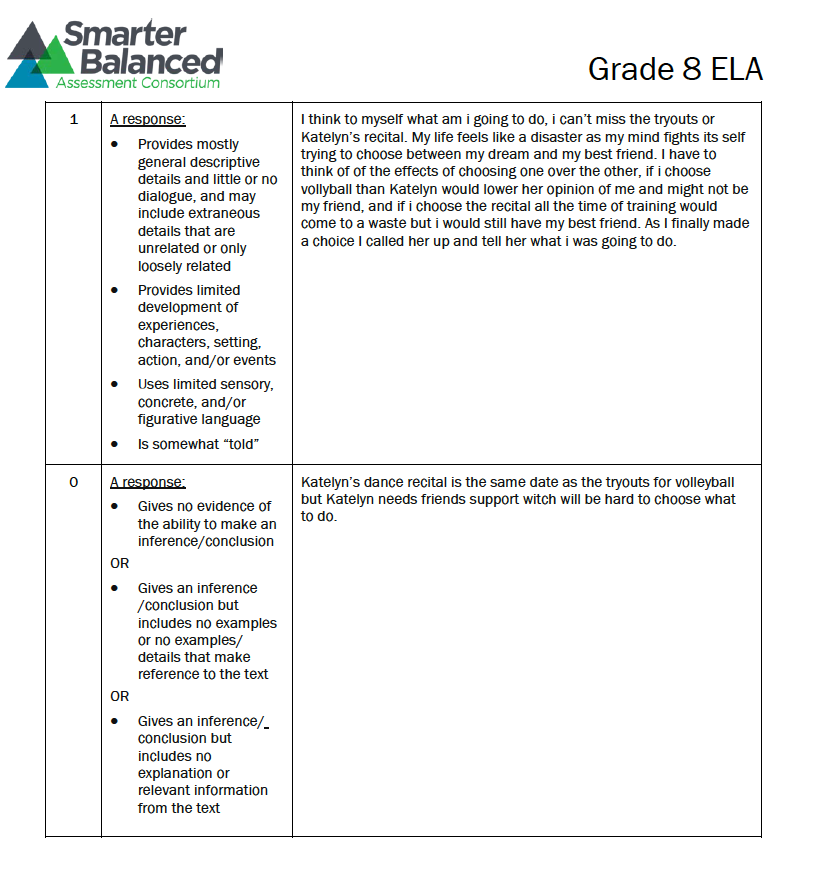 Smarter
Balanced
Assessment Consortium
Grade 8 ELA
1
A response:
• Provides mostly
general descriptive
details and little or no
dialogue, and may
include extraneous
details that are
unrelated or only
loosely related
• Provides limited
development of
experiences,
characters, setting,
action, and/or events
• Uses limited sensory,
concrete, and/or
figurative language
• Is somewhat “told”
I think to myself what am i going to do, i can’t miss the tryouts or
Katelyn’s recital. My life feels like a disaster as my mind fights its self
trying to choose between my dream and my best friend. I have to
think of of the effects of choosing one over the other, if i choose
vollyball than Katelyn would lower her opinion of me and might not be
my friend, and if i choose the recital all the time of training would
come to a waste but i would still have my best friend. As I finally made
a choice I called her up and tell her what i was going to do.
0
A response:
• Gives no evidence of
the ability to make an
inference/conclusion
OR
• Gives an inference
/conclusion but
includes no examples
or no examples/
details that make
reference to the text
OR
• Gives an inference/
conclusion but
includes no
explanation or
relevant information
from the text
Katelyn’s dance recital is the same date as the tryouts for volleyball
but Katelyn needs friends support witch will be hard to choose what
to do.